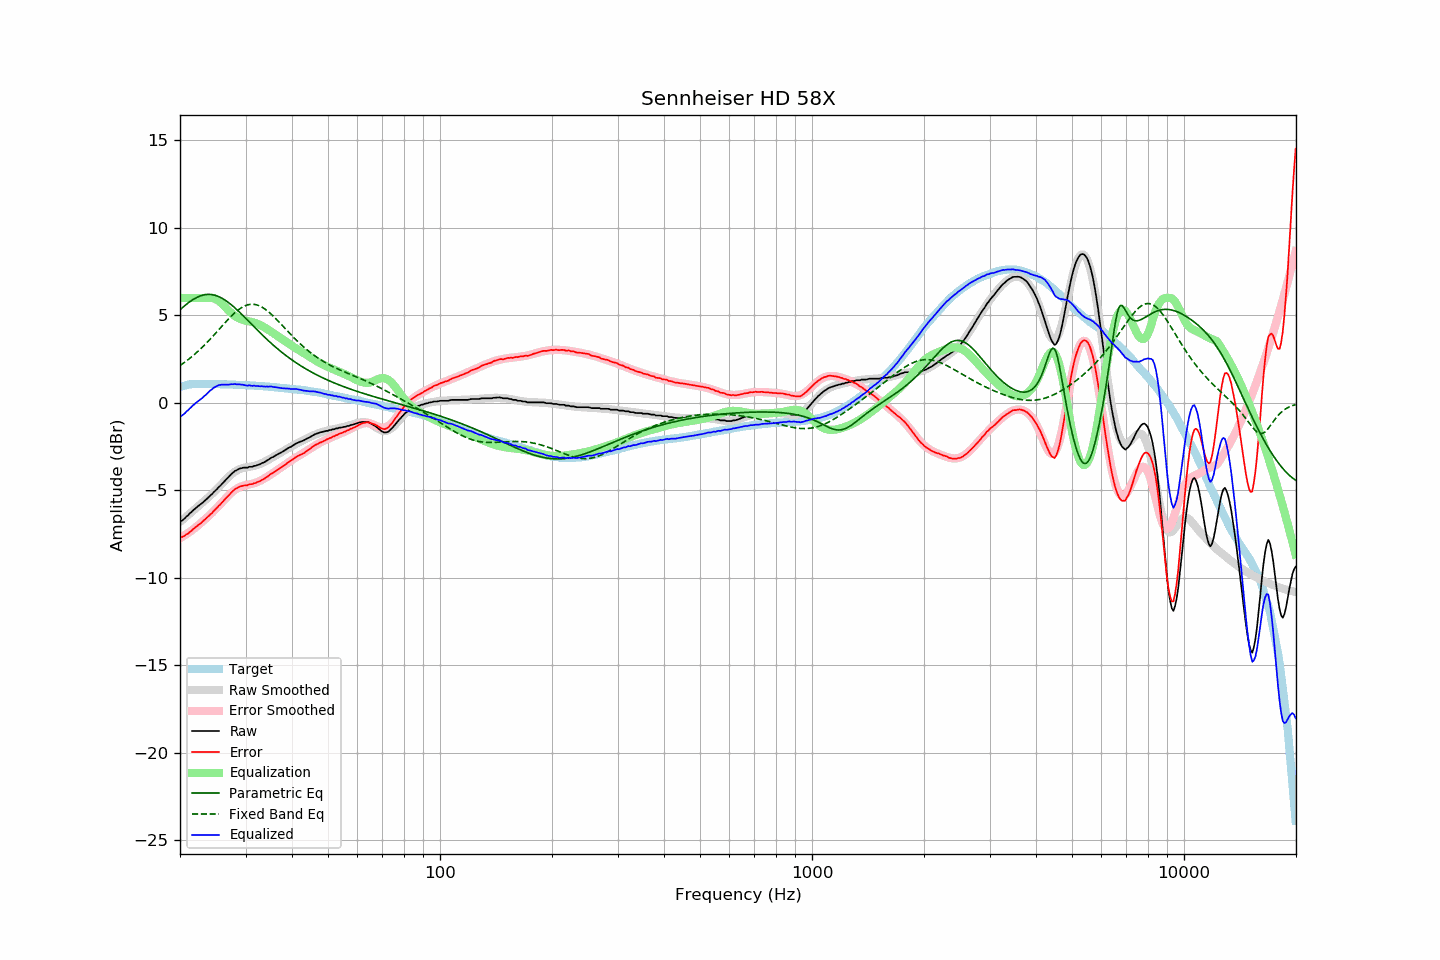 Sennheiser HD 58X
15
10
5
0
−5
−10
−15
−20
−25
Amplitude (dBr)
Target
Raw Smoothed
Error Smoothed
Raw
Error
Equalization
Parametric Eq
Fixed Band Eq
Equalized
100
1000
10000
Frequency (Hz)